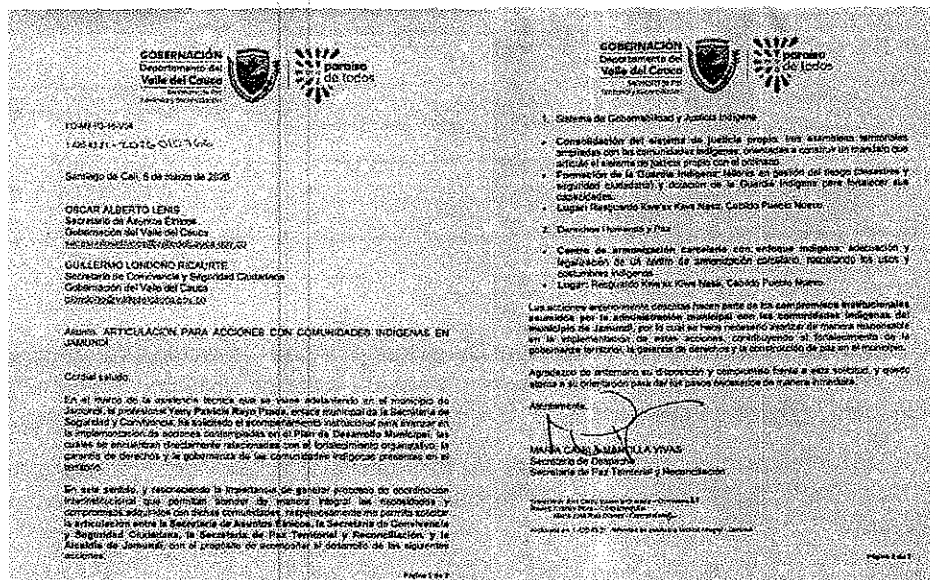 GOBERNACIÓN
Departamento del
Valle del Cauca
Secretaría de Paz
Territorial y Reconciliación
paraíso
de todos
FO-M9-P3-
Santiago de Cali, 6 de marzo de 2026
OSCAR ALBERTO LENIS
Secretario de Asuntos Étnicos
Gobernación del Valle del Cauca
GUILLERMO LONDOÑO RICAURTE
Secretario de Convivencia y Seguridad Ciudadana
Gobernación del Valle del Cauca
Asunto: ARTICULACIÓN PARA ACCIONES CON COMUNIDADES INDÍGENAS EN
JAMUNDÍ
Cordial saludo,
En el marco de la asistencia técnica que se viene adelantando en el municipio de
Jamundí, la profesional Yeny Patricia Rayo Prada, enlace municipal de la Secretaría de
Seguridad y Convivencia, ha solicitado el acompañamiento institucional para avanzar en
la implementación de acciones contempladas en el Plan de Desarrollo Municipal, las
cuales se encuentran directamente relacionadas con el fortalecimiento organizativo, la
garantía de derechos y la gobernanza de las comunidades indígenas presentes en el
territorio.
En este sentido, y reconociendo la importancia de generar procesos de coordinación
interinstitucional que permitan atender de manera integral las necesidades y
compromisos adquiridos con dichas comunidades, respetuosamente me permito solicitar
la articulación entre la Secretaría de Asuntos Étnicos, la Secretaría de Convivencia
y Seguridad Ciudadana, la Secretaría de Paz Territorial y Reconciliación, y la
Alcaldía de Jamundí, con el propósito de acompañar el desarrollo de las siguientes
acciones:
Página 1 de 2
GOBERNACIÓN
Departamento del
Valle del Cauca
Secretaría de Paz
Territorial y Reconciliación
paraíso
de todos
1. Sistema de Gobernabilidad y Justicia Indígena
• Consolidación del sistema de justicia propio: tres asambleas territoriales
ampliadas con las comunidades indígenas, orientadas a construir un mandato que
articule el sistema de justicia propio con el ordinario.
• Formación de la Guardia Indígena: talleres en gestión del riesgo (desastres y
seguridad ciudadana) y dotación de la Guardia Indígena para fortalecer sus
capacidades.
• Lugar: Resguardo Kwe'sx Kiwe Nasa, Cabildo Pueblo Nuevo.
2. Derechos Humanos y Paz
• Centro de armonización carcelario con enfoque indígena: adecuación y
legalización de un centro de armonización carcelario, respetando los usos y
costumbres indígenas.
• Lugar: Resguardo Kwe'sx Kiwe Nasa, Cabildo Pueblo Nuevo.
Las acciones anteriormente descritas hacen parte de los compromisos institucionales
asumidos por la administración municipal con las comunidades indígenas del
municipio de Jamundí, por lo cual se hace necesario avanzar de manera responsable
en la implementación de estas acciones, contribuyendo al fortalecimiento de la
gobernanza territorial, la garantía de derechos y la construcción de paz en el municipio.
Agradezco de antemano su disposición y compromiso frente a esta solicitud, y quedo
atenta a su orientación para dar los pasos necesarios de manera inmediata.
Atentamente,
MARÍA CAMILA MANCILLA VIVAS
Secretaria de Despacho
Secretaría de Paz Territorial y Reconciliación
Página 2 de 2